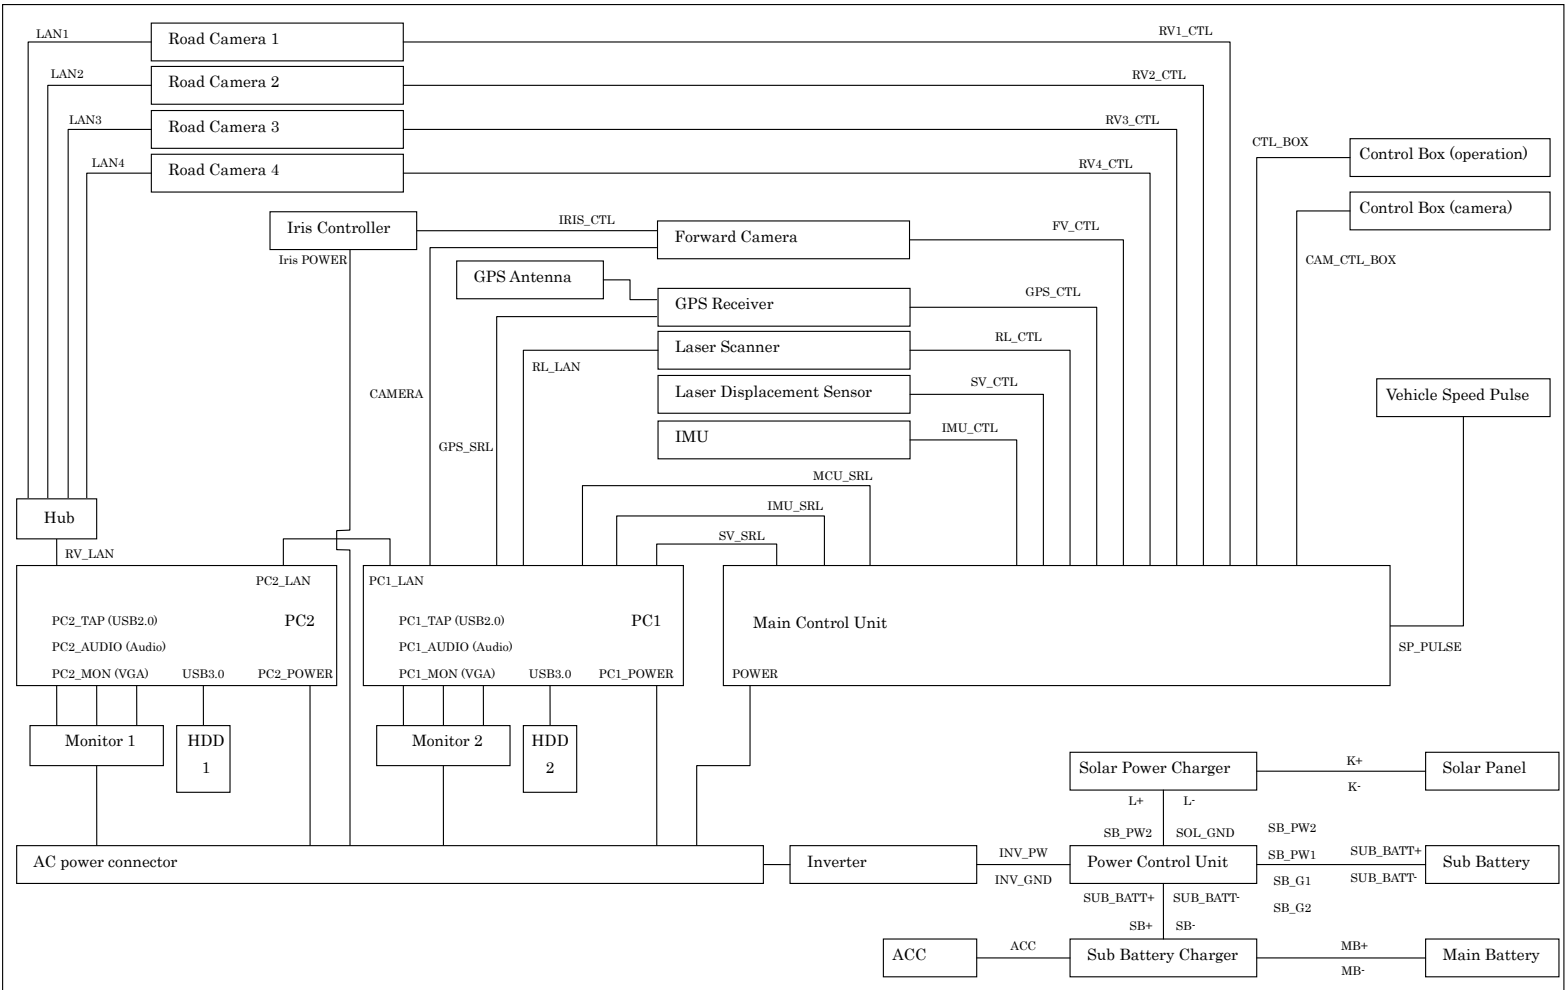 LAN1
Road Camera 1
RV1_CTL
LAN2
Road Camera 2
RV2_CTL
LAN3
Road Camera 3
RV3_CTL
LAN4
Road Camera 4
RV4_CTL
CTL_BOX
Control Box (operation)
Control Box (camera)
CAM_CTL_BOX
Iris Controller
IRIS_CTL
Iris POWER
Forward Camera
FV_CTL
GPS Antenna
GPS Receiver
GPS_CTL
Laser Scanner
RL_CTL
RL_LAN
CAMERA
Laser Displacement Sensor
SV_CTL
Vehicle Speed Pulse
GPS_SRL
IMU
IMU_CTL
MCU_SRL
IMU_SRL
SV_SRL
Hub
RV_LAN
PC2_LAN
PC2_TAP (USB2.0)
PC2
PC2_AUDIO (Audio)
PC2_MON (VGA)
USB3.0
PC2_POWER
PC1_LAN
PC1_TAP (USB2.0)
PC1
PC1_AUDIO (Audio)
PC1_MON (VGA)
USB3.0
PC1_POWER
Main Control Unit
POWER
SP_PULSE
Monitor 1
HDD
1
Monitor 2
HDD
2
Solar Power Charger
K+
K-
Solar Panel
L+
L-
SB_PW2
SOL_GND
AC power connector
Inverter
INV_PW
INV_GND
Power Control Unit
SB_PW2
SB_PW1
SB_G1
SB_G2
SUB_BATT+
SUB_BATT-
Sub Battery
SUB_BATT+
SUB_BATT-
SB+
SB-
ACC
ACC
Sub Battery Charger
MB+
MB-
Main Battery